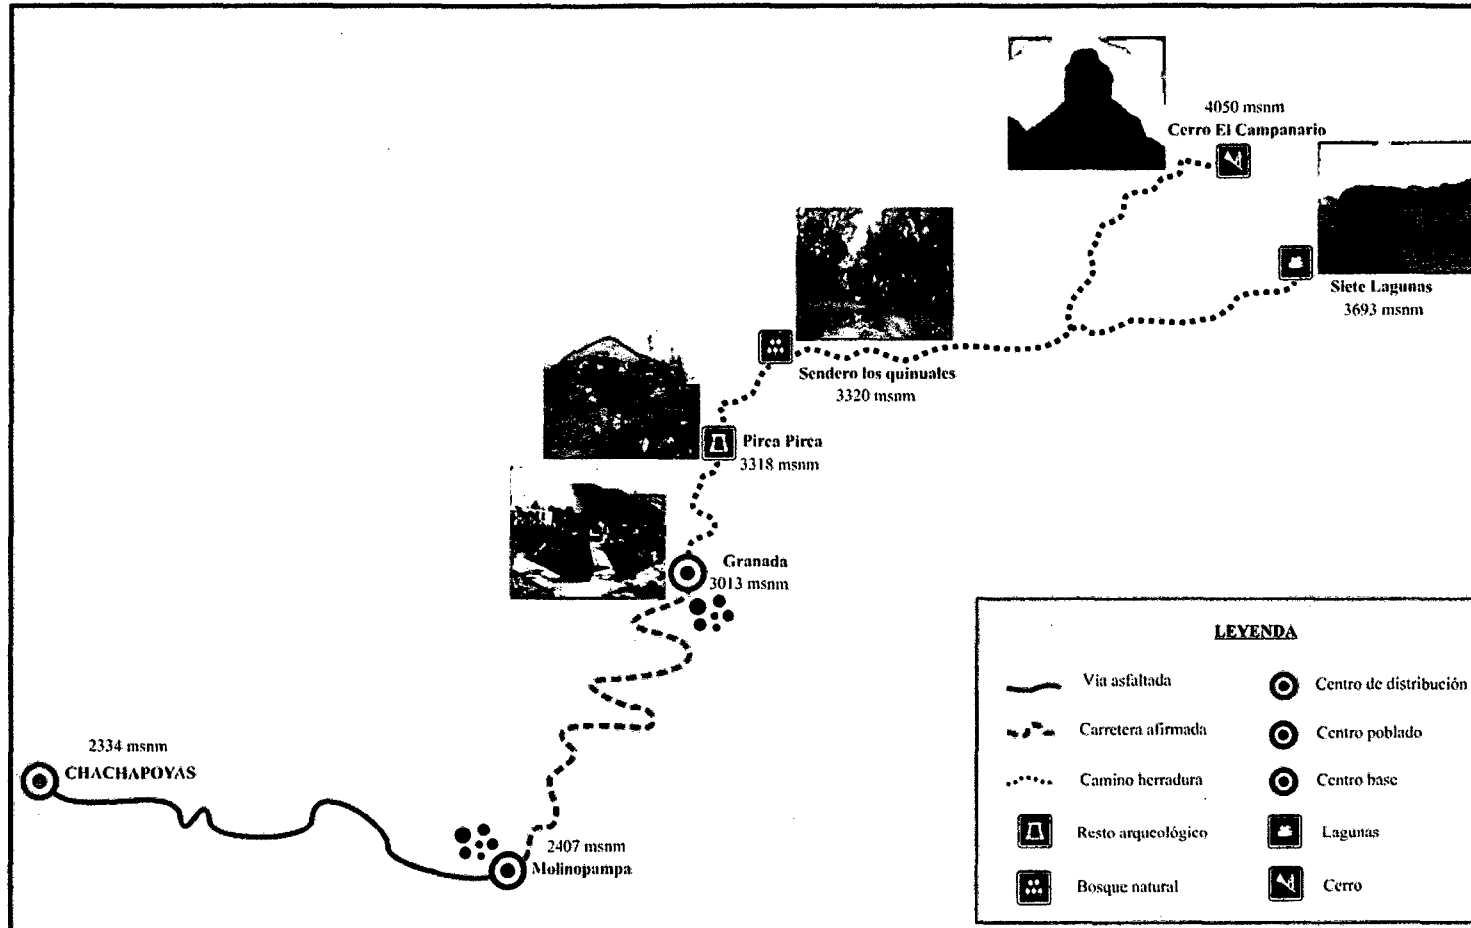 4050 msnm
Cerro El Campanario
Siete Lagunas
3693 msnm
Sendero los quinuales
3320 msnm
Pirca Pirca
3318 msnm
Granada
3013 msnm
2334 msnm
CHACHAPOYAS
2407 msnm
Molinopampa
LEYENDA
Via asfaltada
Centro de distribución
Carretera afirmada
Centro poblado
Camino herradura
Centro base
Resto arqueológico
Lagunas
Bosque natural
Cerro